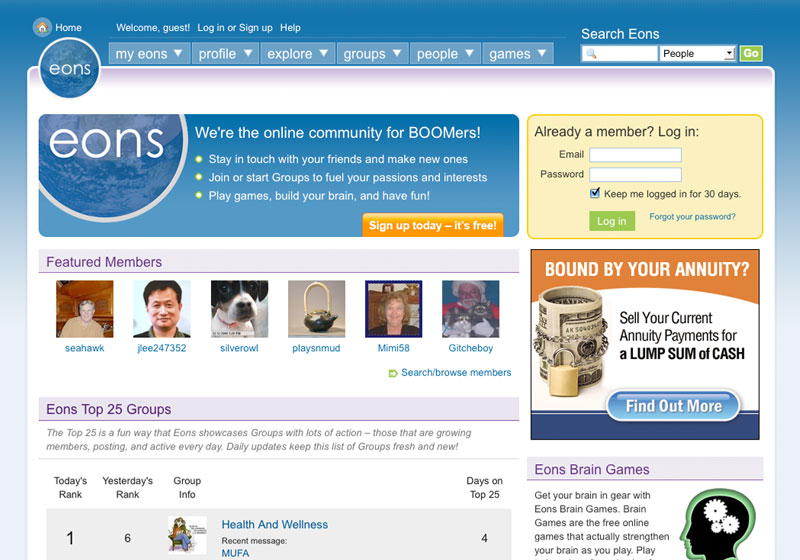 Home
Welcome, guest! Log in or Sign up Help
Search Eons
eons
my eons
profile
explore
groups
people
games
People
Go
eons
We're the online community for BOOMers!
Stay in touch with your friends and make new ones
Join or start Groups to fuel your passions and interests
Play games, build your brain, and have fun!
Sign up today – it's free!
Already a member? Log in:
Email
Password
Keep me logged in for 30 days.
Log in
Forgot your password?
Featured Members
seahawk
jlee247352
silverowl
playsnmud
Mimi58
Gitcheboy
Search/browse members
BOUND BY YOUR ANNUITY?
Sell Your Current
Annuity Payments for
a LUMP SUM of CASH
Find Out More
Eons Top 25 Groups
The Top 25 is a fun way that Eons showcases Groups with lots of action – those that are growing
members, posting, and active every day. Daily updates keep this list of Groups fresh and new!
Today's Rank
Yesterday's Rank
Group Info
Days on Top 25
1
6
Health And Wellness
Recent message:
MUFA
4
Eons Brain Games
Get your brain in gear with
Eons Brain Games. Brain
Games are the free online
games that actually strengthen
your brain as you play. Play